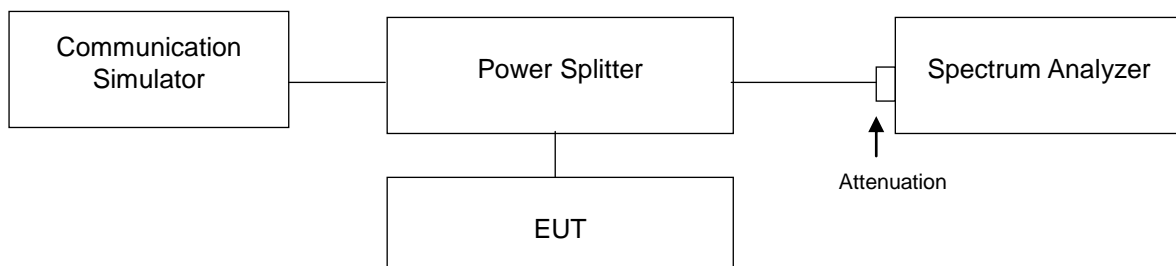 Communication
Simulator
Power Splitter
Spectrum Analyzer
Attenuation
EUT